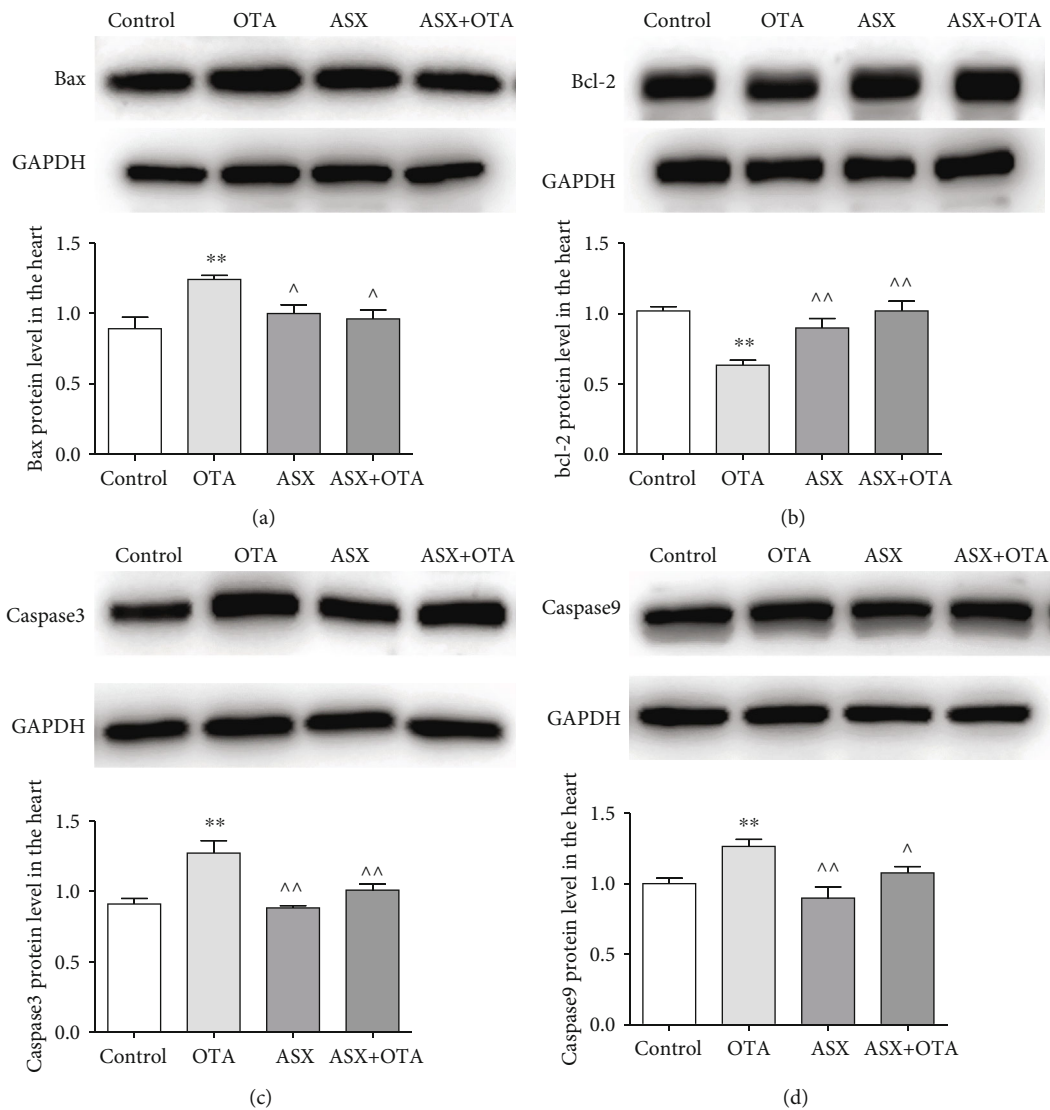 Control OTA ASX ASX+OTA
Bax
GAPDH
Bax protein level in the heart
1.5
1.0
0.5
0.0
** ^ ^
Control OTA ASX ASX+OTA
(a)
Bcl-2
GAPDH
bcl-2 protein level in the heart
1.5
1.0
0.5
0.0
** ^^ ^^
Control OTA ASX ASX+OTA
(b)
Control OTA ASX ASX+OTA
Caspase3
GAPDH
Caspase3 protein level in the heart
1.5
1.0
0.5
0.0
** ^^ ^^
Control OTA ASX ASX+OTA
(c)
Control OTA ASX ASX+OTA
Caspase9
GAPDH
Caspase9 protein level in the heart
1.5
1.0
0.5
0.0
** ^^ ^
Control OTA ASX ASX+OTA
(d)